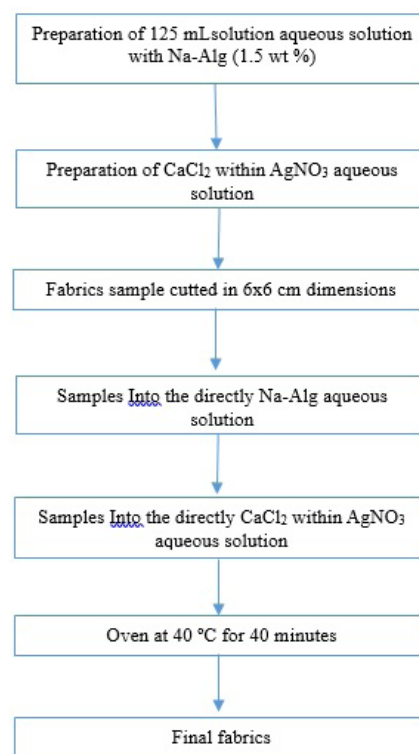 Preparation of 125 mLsolution aqueous solution
with Na-Alg (1.5 wt %)
Preparation of CaCl₂ within AgNO₃ aqueous
solution
Fabrics sample cutted in 6x6 cm dimensions
Samples Into the directly Na-Alg aqueous
solution
Samples Into the directly CaCl₂ within AgNO₃
aqueous solution
Oven at 40 °C for 40 minutes
Final fabrics